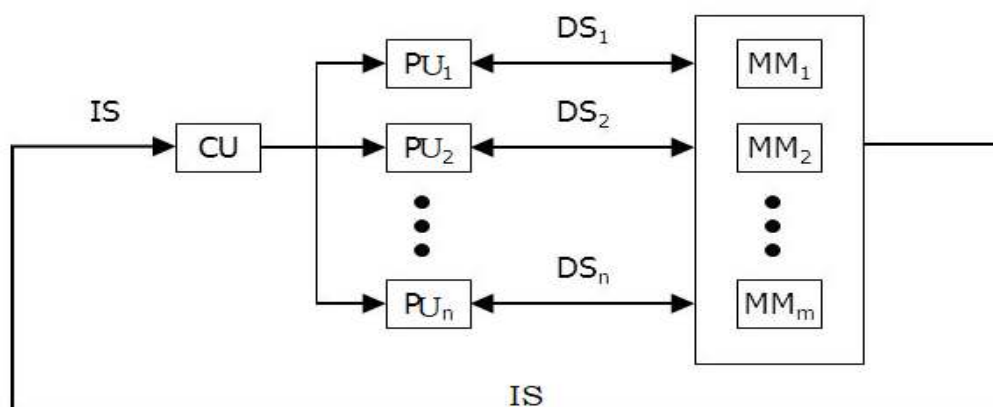 DS₁
PU₁ MM₁
IS DS₂
CU PU₂ MM₂
DSₙ
PUₙ MMₘ
IS